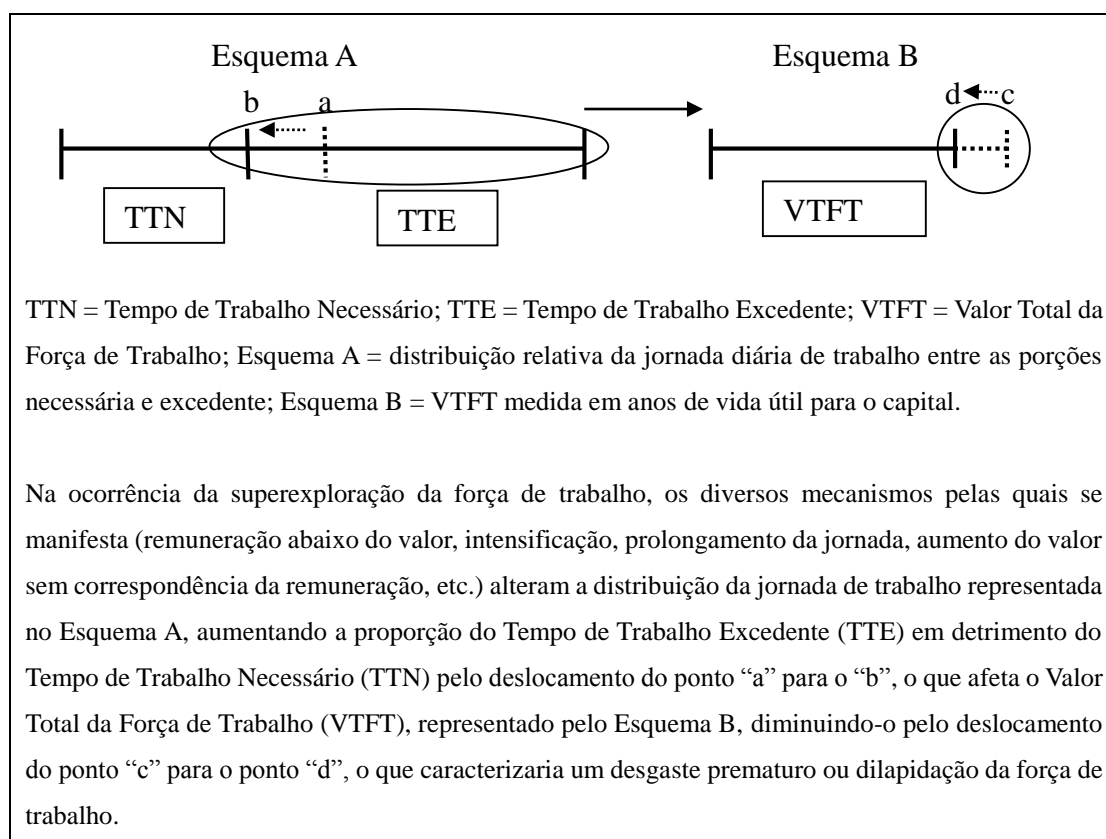 Esquema A Esquema B
b a d c
TTN TTE VTFT
TTN = Tempo de Trabalho Necessário; TTE = Tempo de Trabalho Excedente; VTFT = Valor Total da
Força de Trabalho; Esquema A = distribuição relativa da jornada diária de trabalho entre as porções
necessária e excedente; Esquema B = VTFT medida em anos de vida útil para o capital.
Na ocorrência da superexploração da força de trabalho, os diversos mecanismos pelas quais se
manifesta (remuneração abaixo do valor, intensificação, prolongamento da jornada, aumento do valor
sem correspondência da remuneração, etc.) alteram a distribuição da jornada de trabalho representada
no Esquema A, aumentando a proporção do Tempo de Trabalho Excedente (TTE) em detrimento do
Tempo de Trabalho Necessário (TTN) pelo deslocamento do ponto “a” para o “b”, o que afeta o Valor
Total da Força de Trabalho (VTFT), representado pelo Esquema B, diminuindo-o pelo deslocamento
do ponto “c” para o ponto “d”, o que caracterizaria um desgaste prematuro ou dilapidação da força de
trabalho.